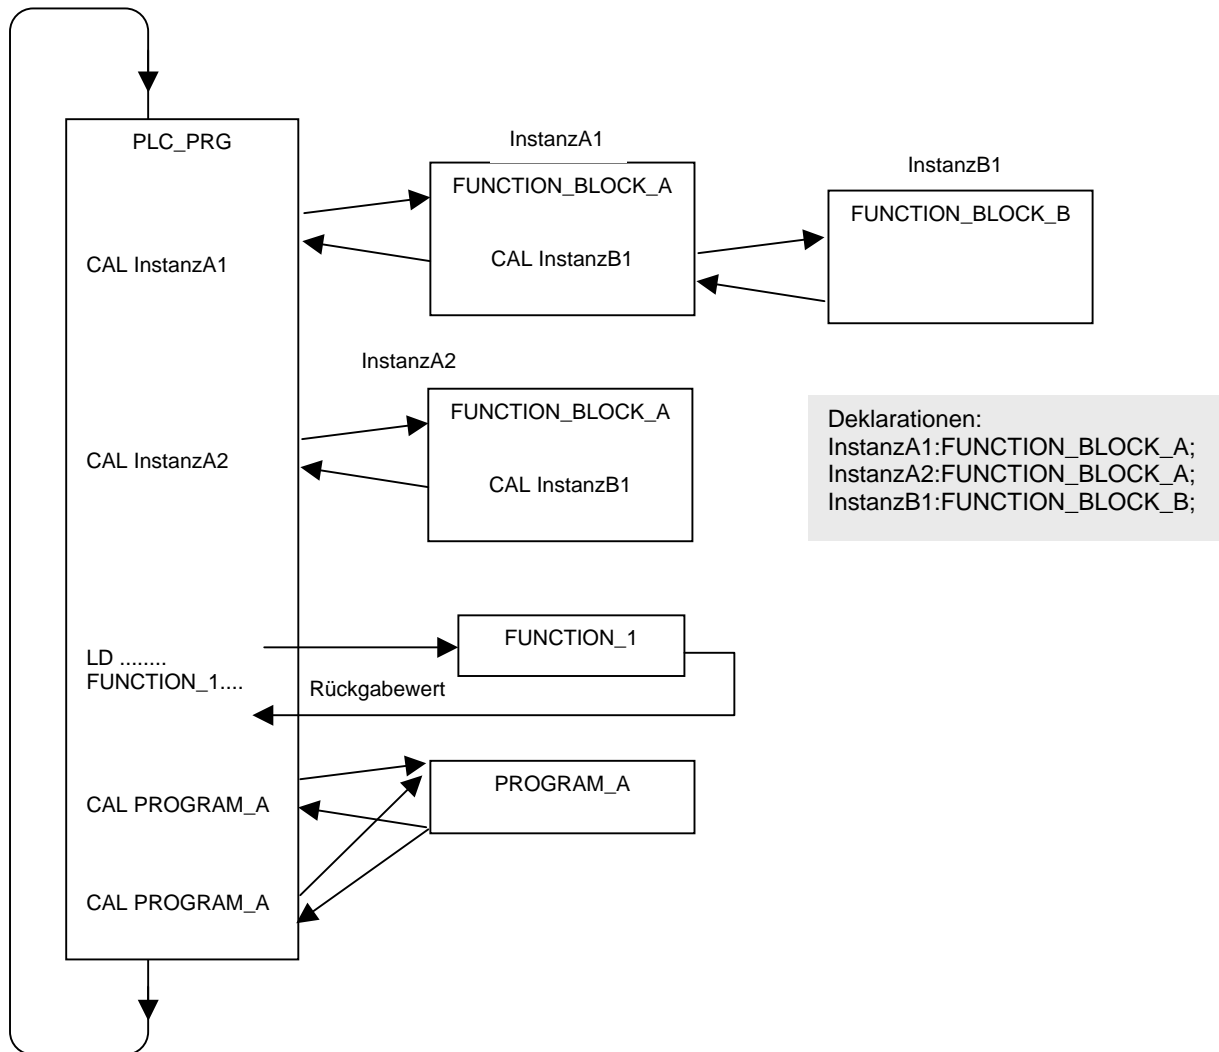 PLC_PRG
CAL InstanzA1
CAL InstanzA2
LD ........
FUNCTION_1....
CAL PROGRAM_A
CAL PROGRAM_A
InstanzA1
FUNCTION_BLOCK_A
CAL InstanzB1
InstanzB1
FUNCTION_BLOCK_B
InstanzA2
FUNCTION_BLOCK_A
CAL InstanzB1
Deklarationen:
InstanzA1:FUNCTION_BLOCK_A;
InstanzA2:FUNCTION_BLOCK_A;
InstanzB1:FUNCTION_BLOCK_B;
FUNCTION_1
Rückgabewert
PROGRAM_A